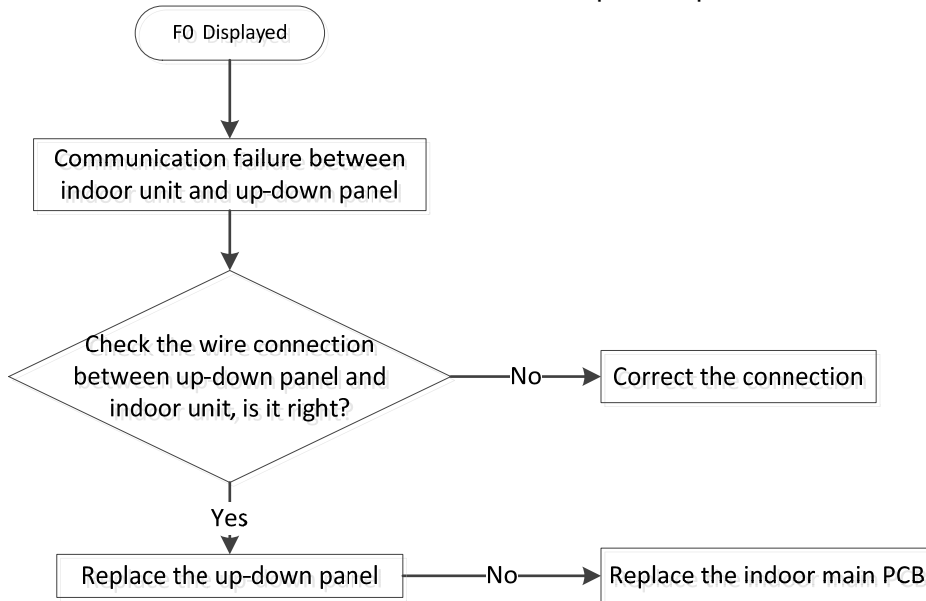 F0 Displayed
Communication failure between
indoor unit and up-down panel
Check the wire connection
between up-down panel and
indoor unit, is it right?
No
Correct the connection
Yes
Replace the up-down panel
No
Replace the indoor main PCB